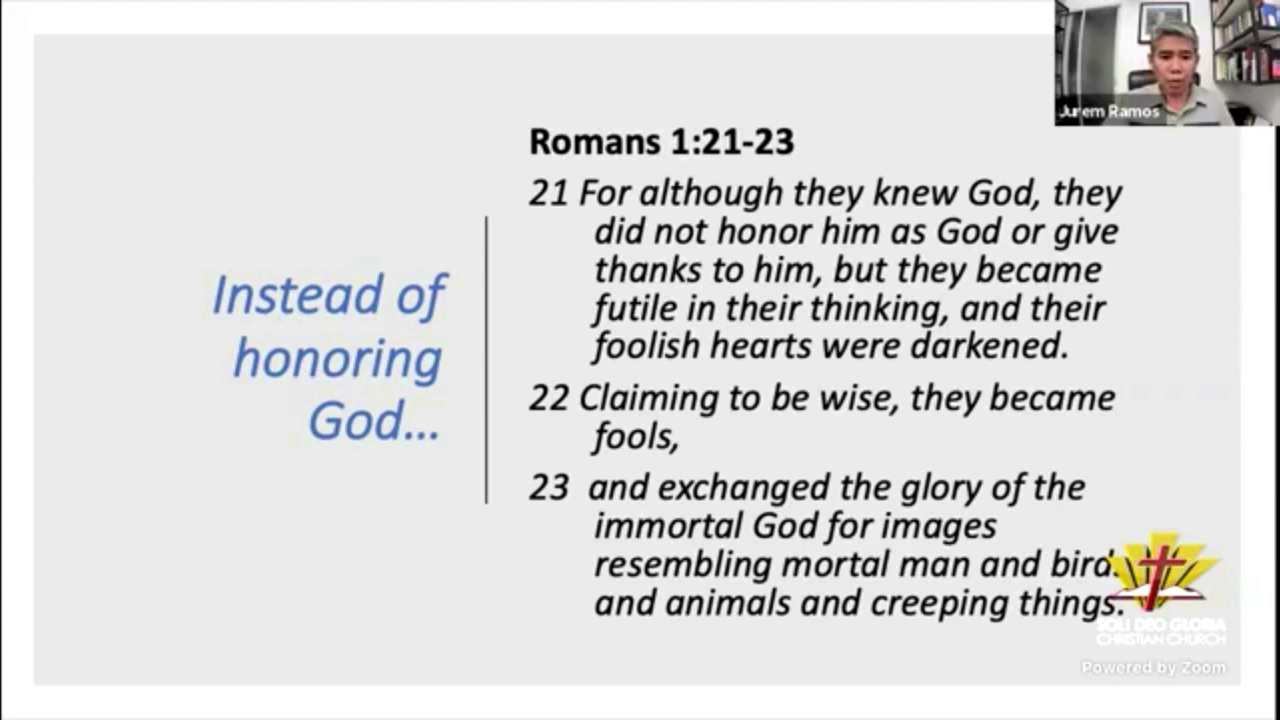 Jurem Ramos
Instead of
honoring
God...
Romans 1:21-23
21 For although they knew God, they
did not honor him as God or give
thanks to him, but they became
futile in their thinking, and their
foolish hearts were darkened.
22 Claiming to be wise, they became
fools,
23 and exchanged the glory of the
immortal God for images
resembling mortal man and bird
and animals and creeping things.
SOLI DEO GLORIA
CHRISTIAN CHURCH
Powered by Zoom